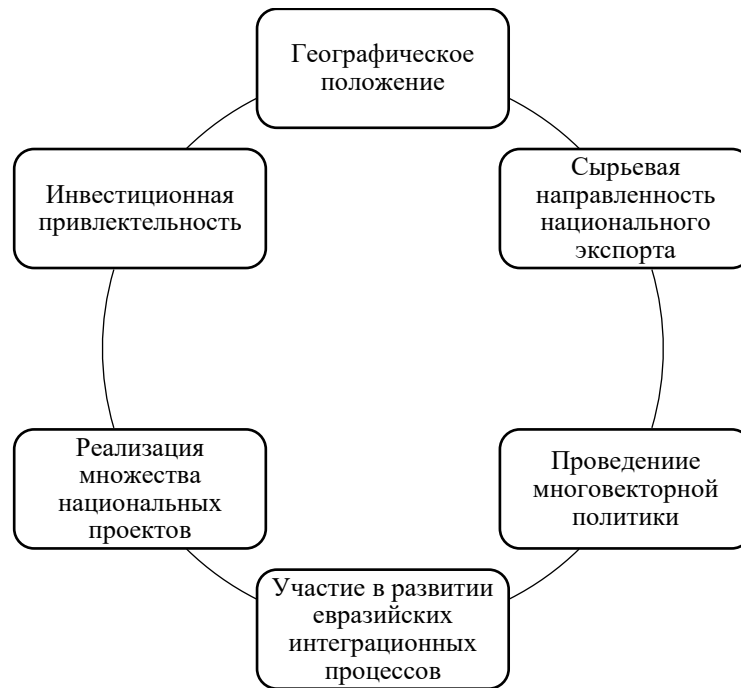 Географическое
положение
Сырьевая
направленность
национального
экспорта
Проведениие
многовекторной
политики
Участие в развитии
евразийских
интеграционных
процессов
Реализация
множества
национальных
проектов
Инвестиционная
привлектельность